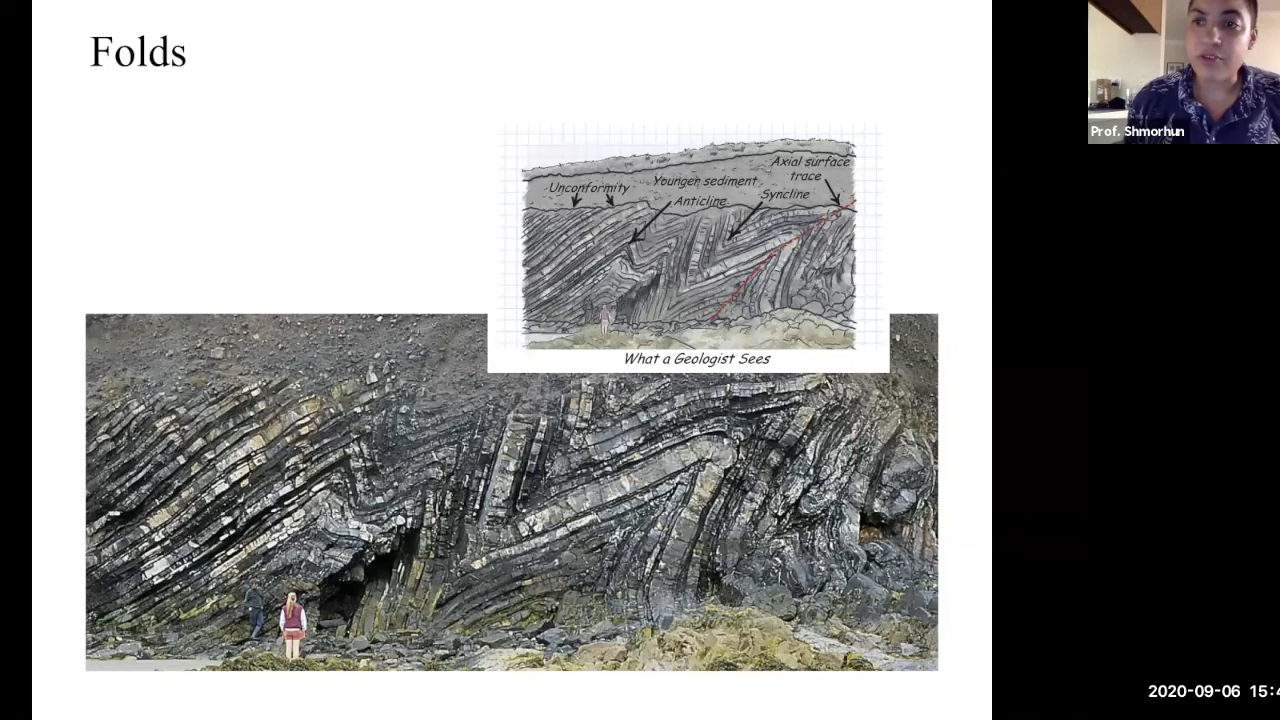 Folds
Prof. Shmorhun
Axial surface
trace
Unconformity
Younger sediment
Syncline
Anticline
What a Geologist Sees
2020-09-06 15:4